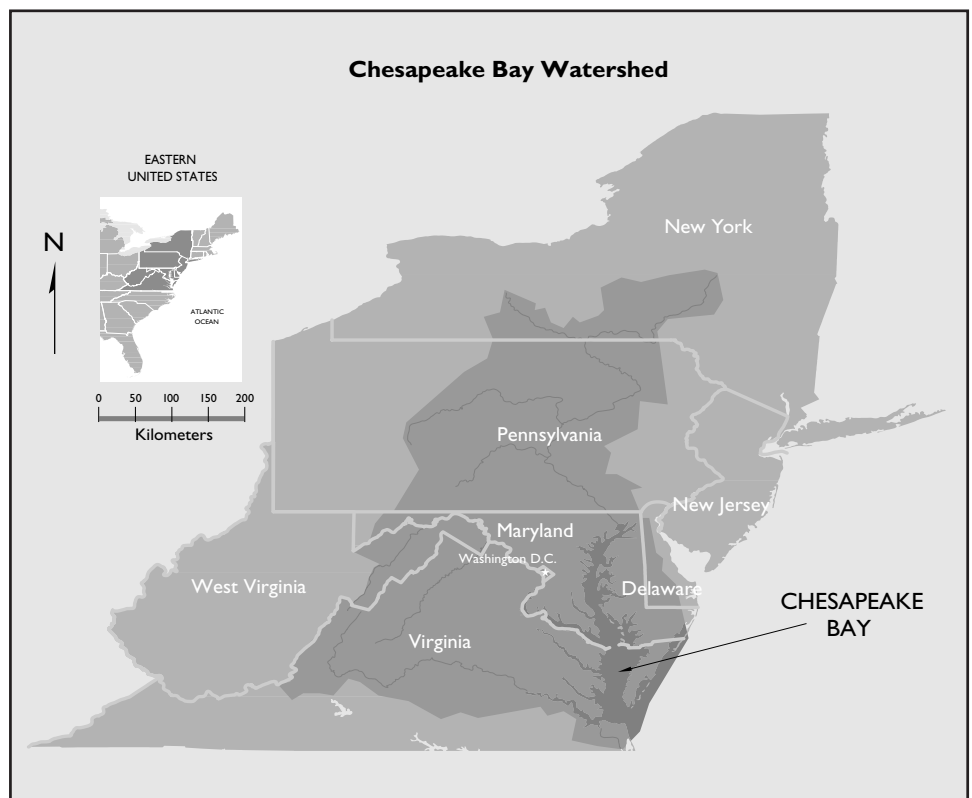 Chesapeake Bay Watershed
EASTERN
UNITED STATES
N
ATLANTIC
OCEAN
0 50 100 150 200
Kilometers
New York
Pennsylvania
New Jersey
Maryland
Washington D.C.
West Virginia
Delaware
Virginia
CHESAPEAKE
BAY